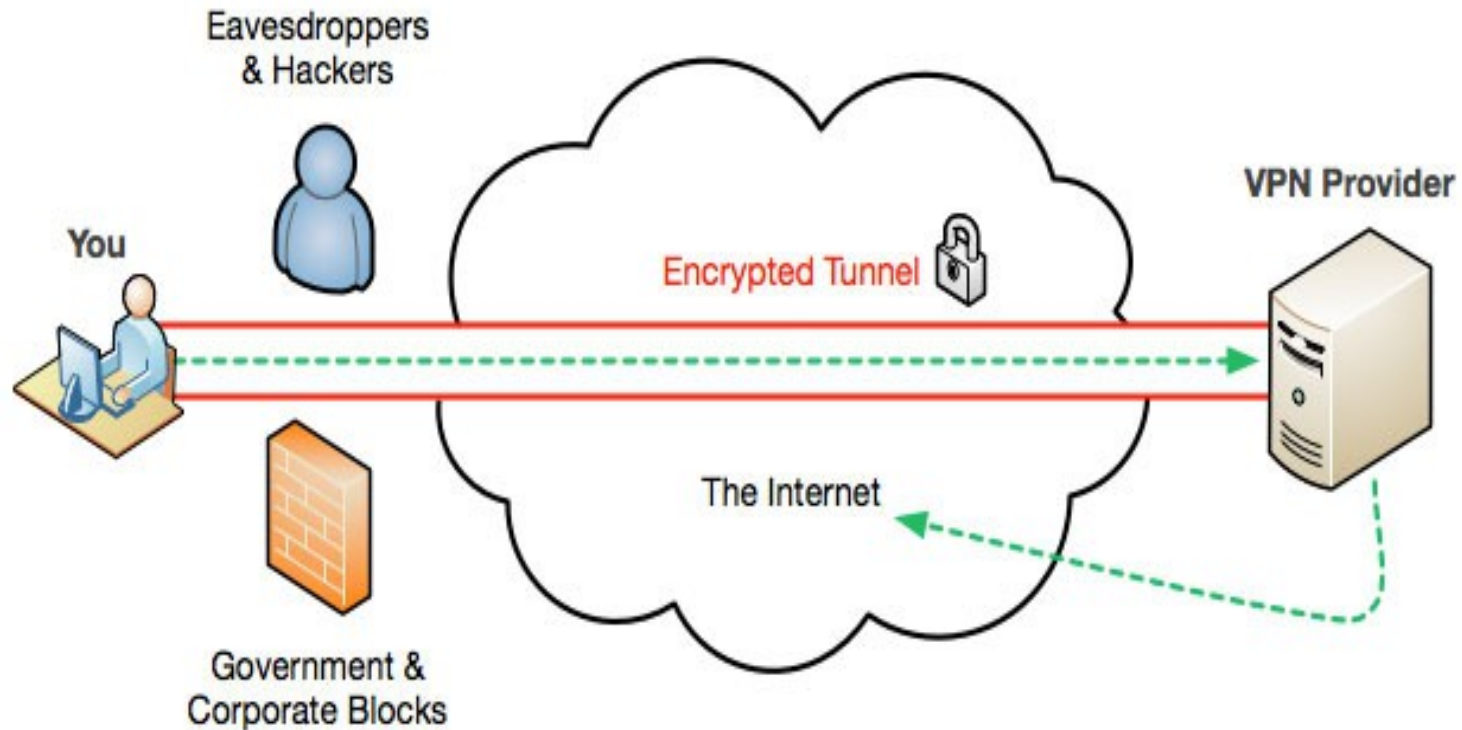 Eavesdroppers
& Hackers
You
VPN Provider
Encrypted Tunnel
The Internet
Government &
Corporate Blocks